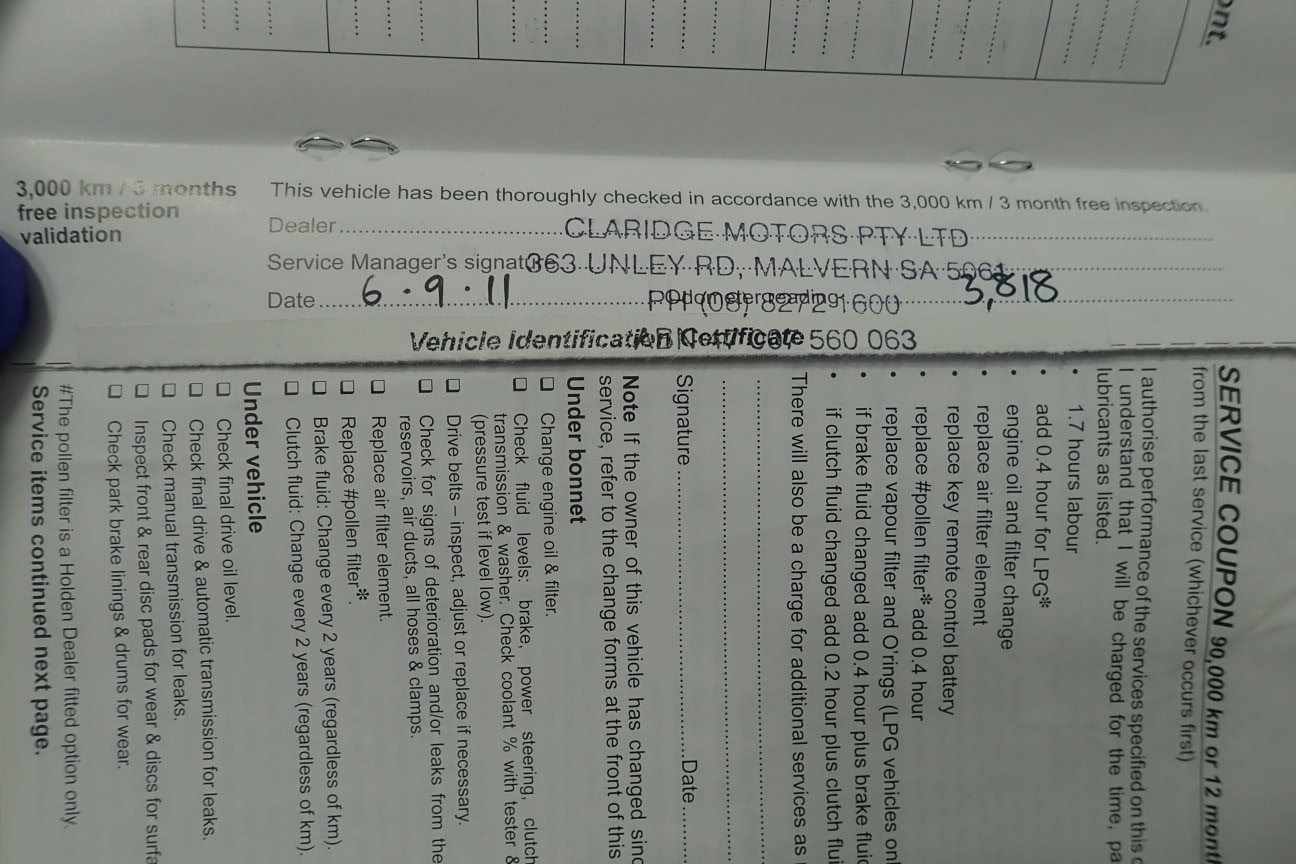 ont.
3,000 km / 3 months
free inspection
validation
This vehicle has been thoroughly checked in accordance with the 3,000 km / 3 month free inspection.
Dealer CLARIDGE MOTORS PTY LTD
Service Manager's signature 363 UNLEY RD, MALVERN SA 5061
Date 6.9.11 Odometer reading 3,818
PH (08) 8272 1600
Vehicle identification Certificate
ABN 560 063
SERVICE COUPON 90,000 km or 12 mont
from the last service (whichever occurs first)
I authorise performance of the services specified on this c
I understand that I will be charged for the time, pa
lubricants as listed.
• 1.7 hours labour
• add 0.4 hour for LPG*
• engine oil and filter change
• replace air filter element
• replace key remote control battery
• replace #pollen filter* add 0.4 hour
• replace vapour filter and O'rings (LPG vehicles onl
• if brake fluid changed add 0.4 hour plus brake fluid
• if clutch fluid changed add 0.2 hour plus clutch flui
There will also be a charge for additional services as
Signature Date
Note If the owner of this vehicle has changed sinc
service, refer to the change forms at the front of this
Under bonnet
❑ Change engine oil & filter.
❑ Check fluid levels: brake, power steering, clutch
transmission & washer. Check coolant % with tester &
(pressure test if level low).
❑ Drive belts – inspect, adjust or replace if necessary.
❑ Check for signs of deterioration and/or leaks from the
reservoirs, air ducts, all hoses & clamps.
❑ Replace air filter element.
❑ Replace #pollen filter*
❑ Brake fluid: Change every 2 years (regardless of km).
❑ Clutch fluid: Change every 2 years (regardless of km).
Under vehicle
❑ Check final drive oil level.
❑ Check final drive & automatic transmission for leaks.
❑ Check manual transmission for leaks.
❑ Inspect front & rear disc pads for wear & discs for surfa
❑ Check park brake linings & drums for wear.
#The pollen filter is a Holden Dealer fitted option only.
Service items continued next page.